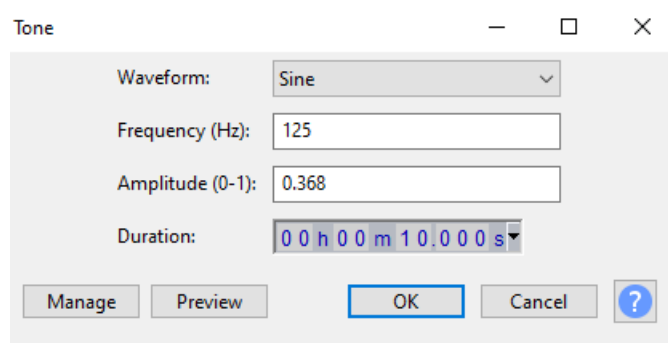 Tone
Waveform: Sine
Frequency (Hz): 125
Amplitude (0-1): 0.368
Duration: 00h00m10.000s
Manage Preview OK Cancel ?